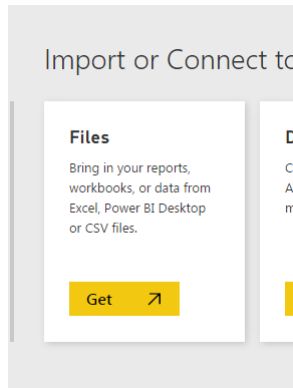 Import or Connect to
Files
Bring in your reports,
workbooks, or data from
Excel, Power BI Desktop
or CSV files.
Get